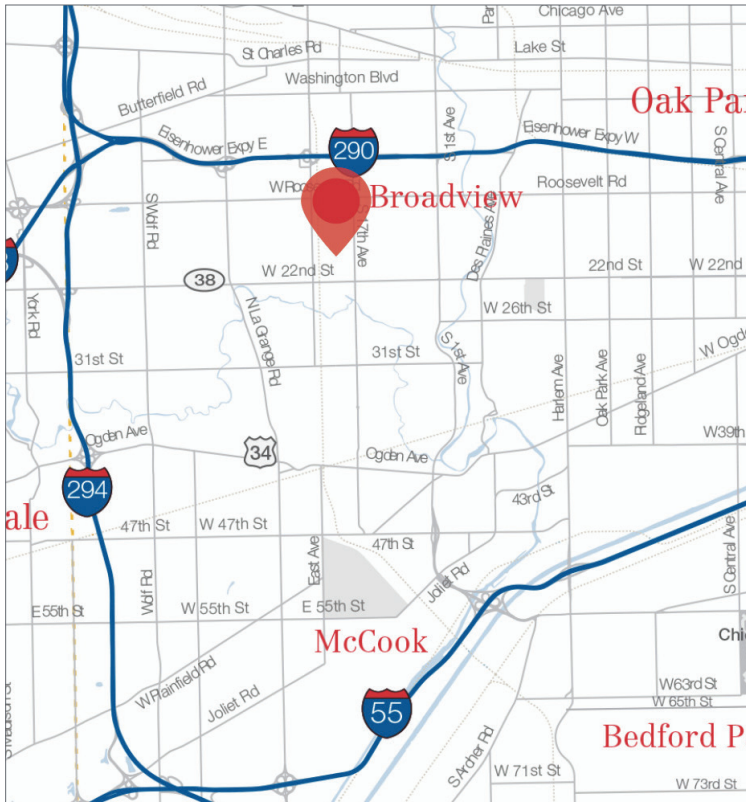 Chicago Ave
St Charles Rd
Lake St
Washington Blvd
Butterfield Rd
Oak Pa
S 1st Ave
Eisenhower Expy E
Eisenhower Expy W
290
S Central Ave
Roosevelt Rd
Broadview
S Wolf Rd
Des Plaines Ave
W 22nd St
22nd St
W 22nd
38
York Rd
N La Grange Rd
W 26th St
31st St
31st St
S 1st Ave
W Ogd
Harlem Ave
Oak Park Ave
Ridgeland Ave
Ogden Ave
34
Ogden Ave
W39th
294
43rd St
ale
47th St
W 47th St
47th St
East Ave
S Central Ave
Wolf Rd
Joliet Rd
E 55th St
W 55th St
E 55th St
McCook
Chi
W Plainfield Rd
Joliet Rd
W63rd St
W 65th St
55
Bedford P
S Archer Rd
W 71st St
W 73rd St